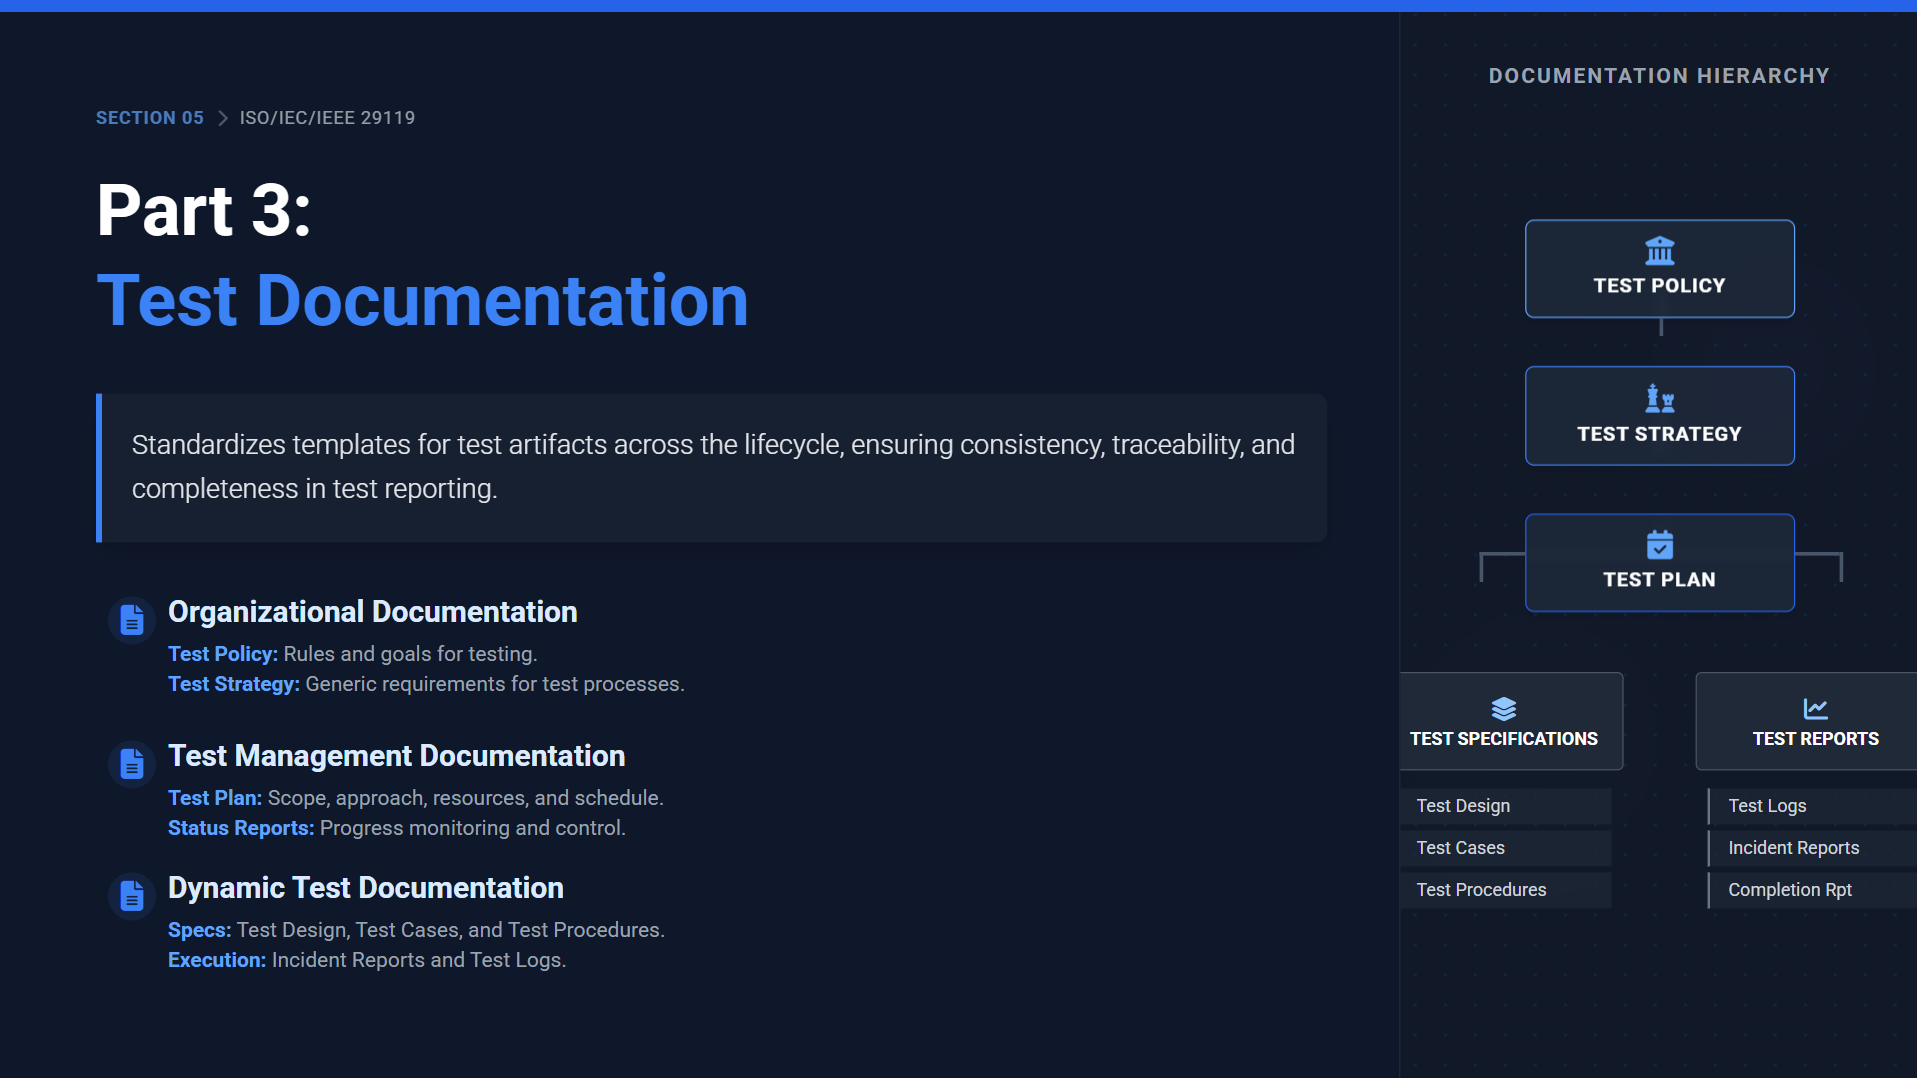 SECTION 05 > ISO/IEC/IEEE 29119
Part 3:
Test Documentation
Standardizes templates for test artifacts across the lifecycle, ensuring consistency, traceability, and
completeness in test reporting.
Organizational Documentation
Test Policy: Rules and goals for testing.
Test Strategy: Generic requirements for test processes.
Test Management Documentation
Test Plan: Scope, approach, resources, and schedule.
Status Reports: Progress monitoring and control.
Dynamic Test Documentation
Specs: Test Design, Test Cases, and Test Procedures.
Execution: Incident Reports and Test Logs.
DOCUMENTATION HIERARCHY
TEST POLICY
TEST STRATEGY
TEST PLAN
TEST SPECIFICATIONS
Test Design
Test Cases
Test Procedures
TEST REPORTS
Test Logs
Incident Reports
Completion Rpt